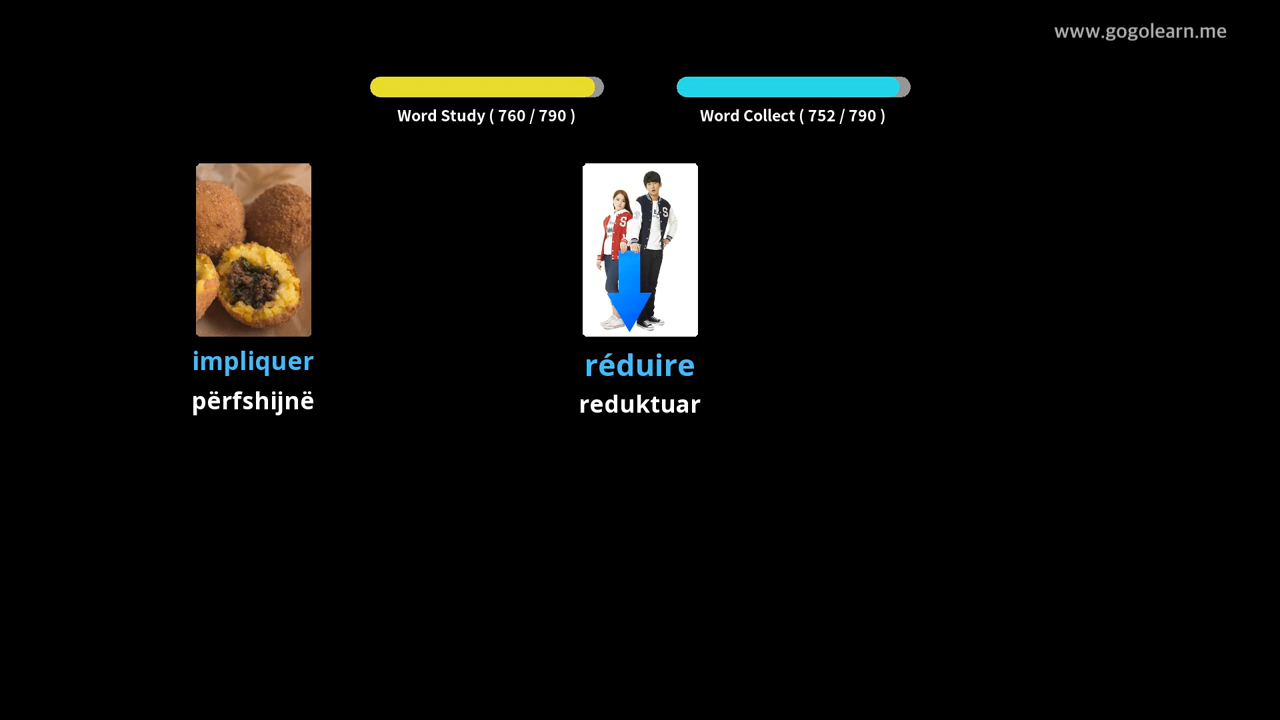 www.gogolearn.me
Word Study ( 760 / 790 )
Word Collect ( 752 / 790 )
S
S
impliquer
réduire
përfshijnë
reduktuar